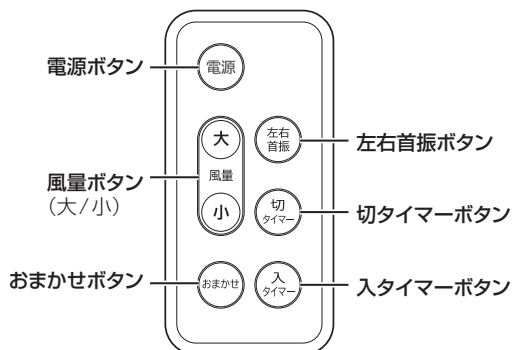 電源ボタン
電源
大
風量
小
左右
首振
左右首振ボタン
風量ボタン
(大/小)
切
タイマー
切タイマーボタン
おまかせボタン
おまかせ
入
タイマー
入タイマーボタン